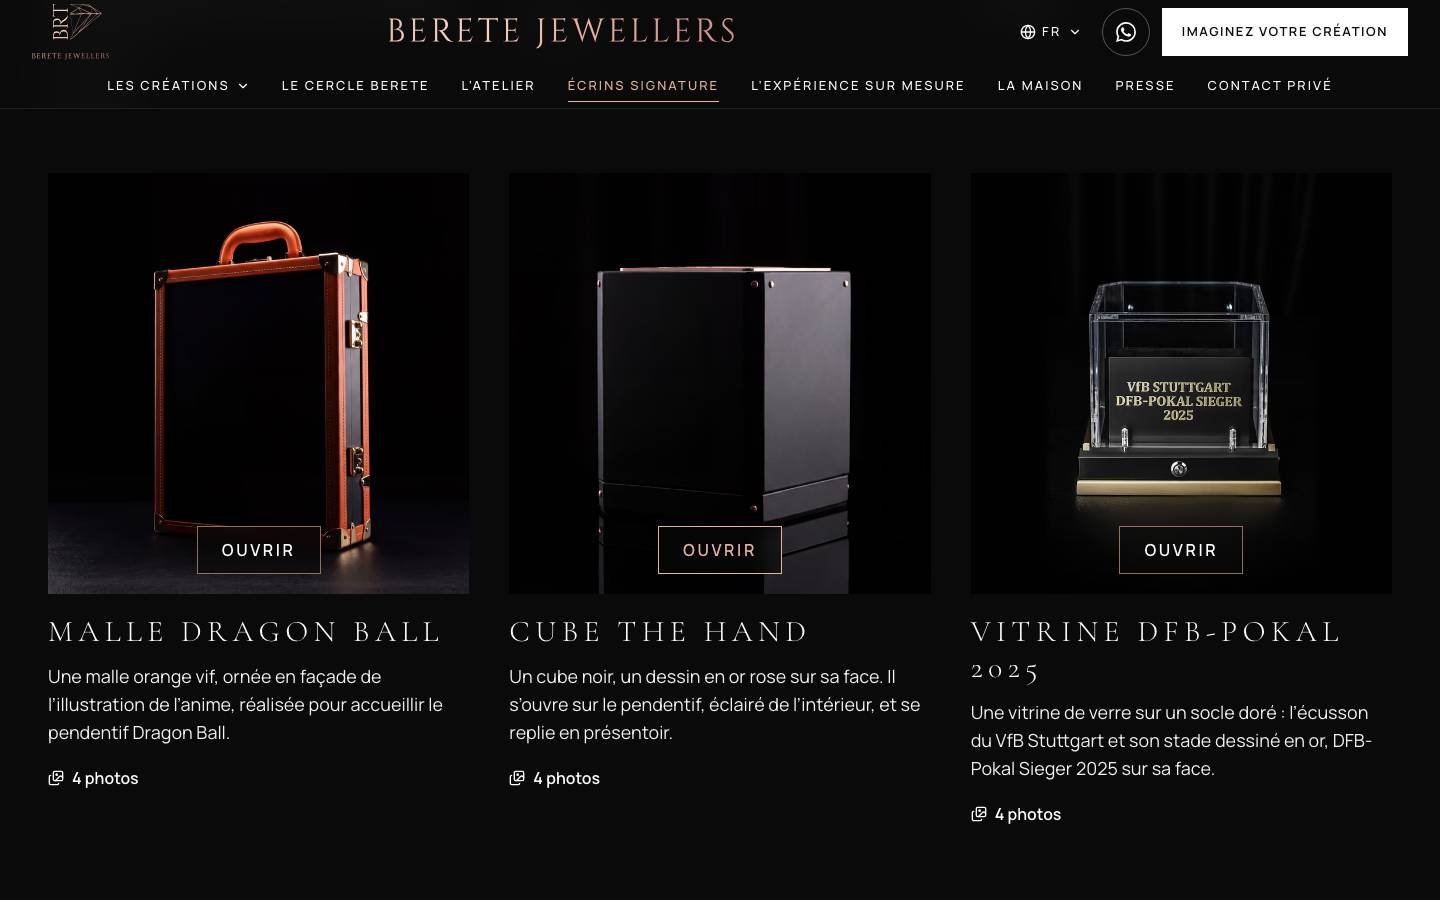 BRT
BERETE JEWELLERS
BERETE JEWELLERS
FR
IMAGINEZ VOTRE CRÉATION
LES CRÉATIONS
LE CERCLE BERETE
L'ATELIER
ÉCRINS SIGNATURE
L'EXPÉRIENCE SUR MESURE
LA MAISON
PRESSE
CONTACT PRIVÉ
OUVRIR
MALLE DRAGON BALL
Une malle orange vif, ornée en façade de
l’illustration de l’anime, réalisée pour accueillir le
pendentif Dragon Ball.
4 photos
OUVRIR
CUBE THE HAND
Un cube noir, un dessin en or rose sur sa face. Il
s’ouvre sur le pendentif, éclairé de l’intérieur, et se
replie en présentoir.
4 photos
VfB STUTTGART
DFB-POKAL SIEGER
2025
OUVRIR
VITRINE DFB-POKAL
2025
Une vitrine de verre sur un socle doré : l’écusson
du VfB Stuttgart et son stade dessiné en or, DFB-
Pokal Sieger 2025 sur sa face.
4 photos